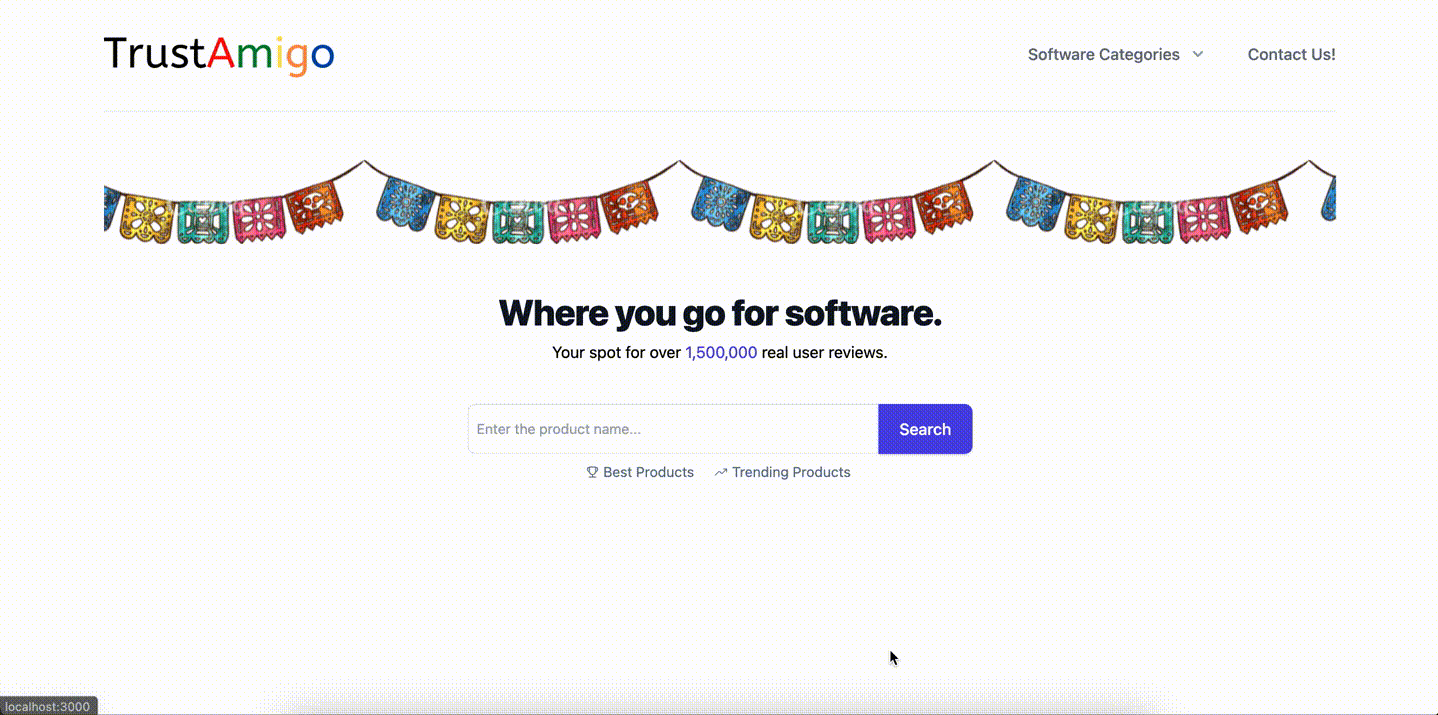 TrustAmigo
Software Categories
Contact Us!
Where you go for software.
Your spot for over 1,500,000 real user reviews.
Enter the product name...
Search
Best Products
Trending Products
localhost:3000